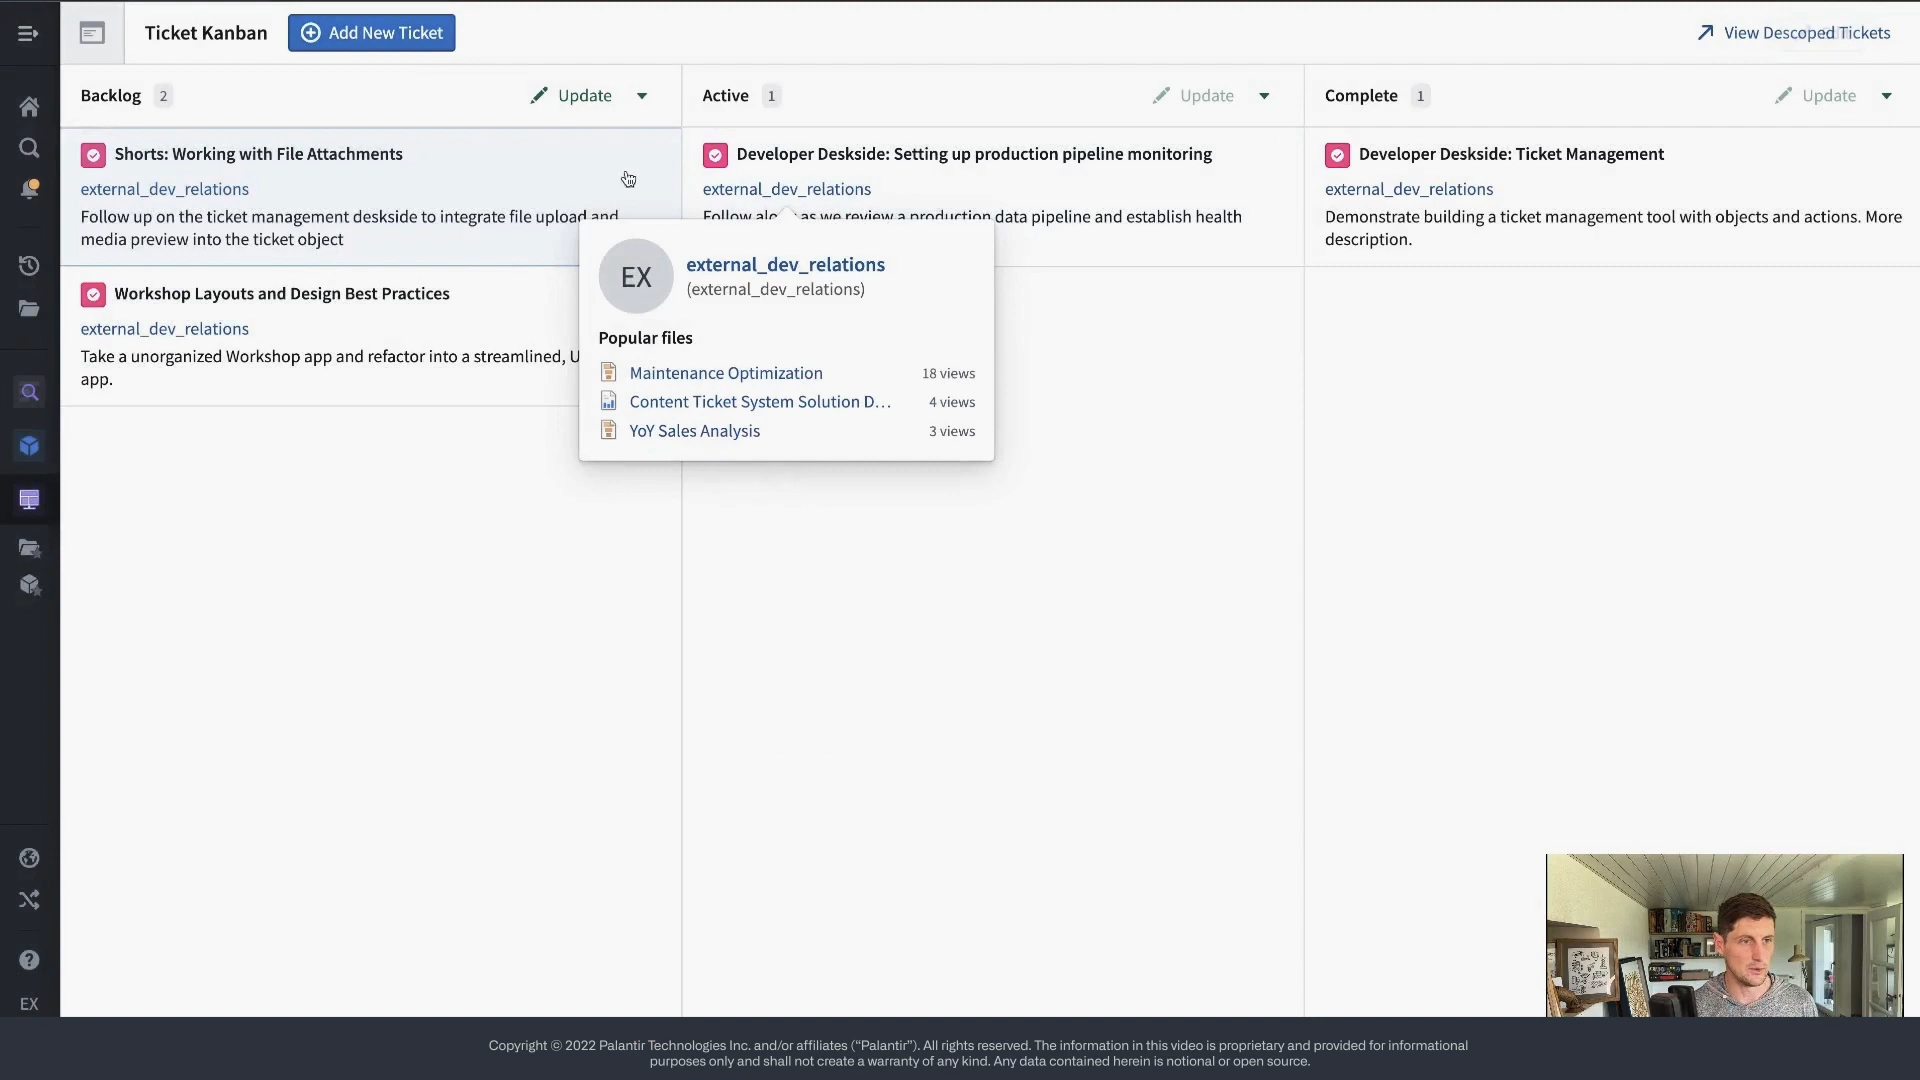 Ticket Kanban
Add New Ticket
View Descoped Tickets
Backlog 2
Update
Active 1
Update
Complete 1
Update
Shorts: Working with File Attachments
external_dev_relations
Follow up on the ticket management deskside to integrate file upload and
media preview into the ticket object
Workshop Layouts and Design Best Practices
external_dev_relations
Take a unorganized Workshop app and refactor into a streamlined, U
app.
Developer Deskside: Setting up production pipeline monitoring
external_dev_relations
Follow along as we review a production data pipeline and establish health
EX
external_dev_relations
(external_dev_relations)
Popular files
Maintenance Optimization 18 views
Content Ticket System Solution D... 4 views
YoY Sales Analysis 3 views
Developer Deskside: Ticket Management
external_dev_relations
Demonstrate building a ticket management tool with objects and actions. More
description.
EX
Copyright © 2022 Palantir Technologies Inc. and/or affiliates (“Palantir”). All rights reserved. The information in this video is proprietary and provided for informational
purposes only and shall not create a warranty of any kind. Any data contained herein is notional or open source.